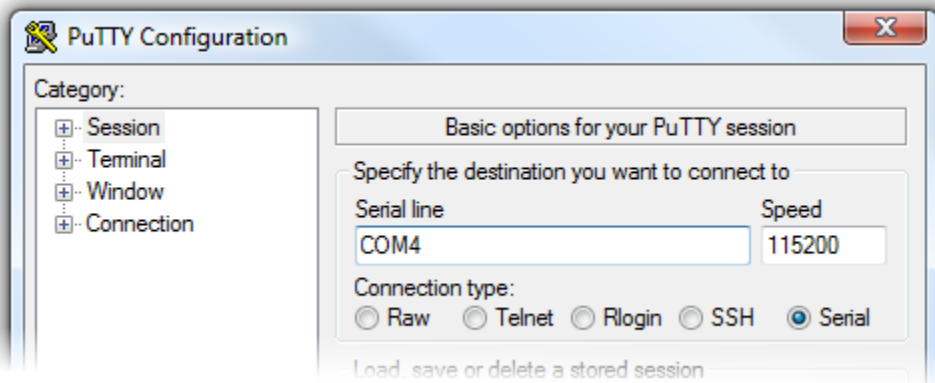 PuTTY Configuration
X
Category:
Session
Terminal
Window
Connection
Basic options for your PuTTY session
Specify the destination you want to connect to
Serial line Speed
COM4 115200
Connection type:
Raw Telnet Rlogin SSH Serial
Load, save or delete a stored session